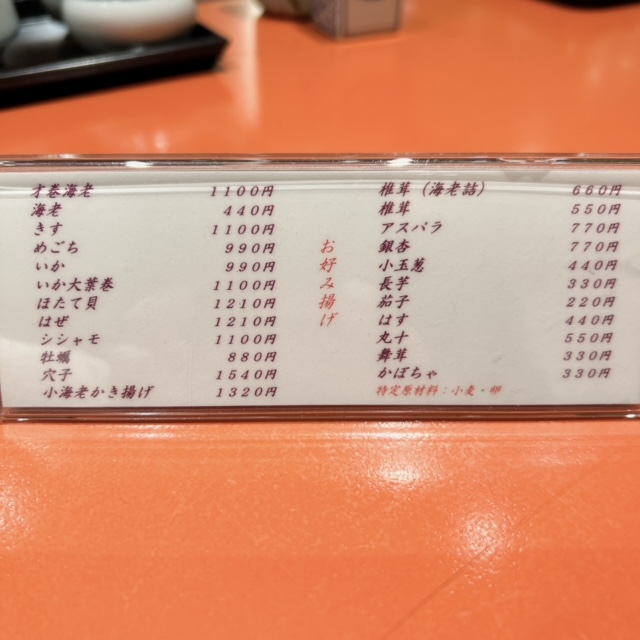 才巻海老 1100円
海老 440円
きす 1100円
めごち 990円
いか 990円
いか大葉巻 1100円
ほたて貝 1210円
はぜ 1210円
シシャモ 1100円
牡蠣 880円
穴子 1540円
小海老かき揚げ 1320円
お好み揚げ
椎茸（海老詰） 660円
椎茸 550円
アスパラ 770円
銀杏 770円
小玉葱 440円
長芋 330円
茄子 220円
はす 440円
丸十 550円
舞茸 330円
かぼちゃ 330円
特定原材料：小麦・卵